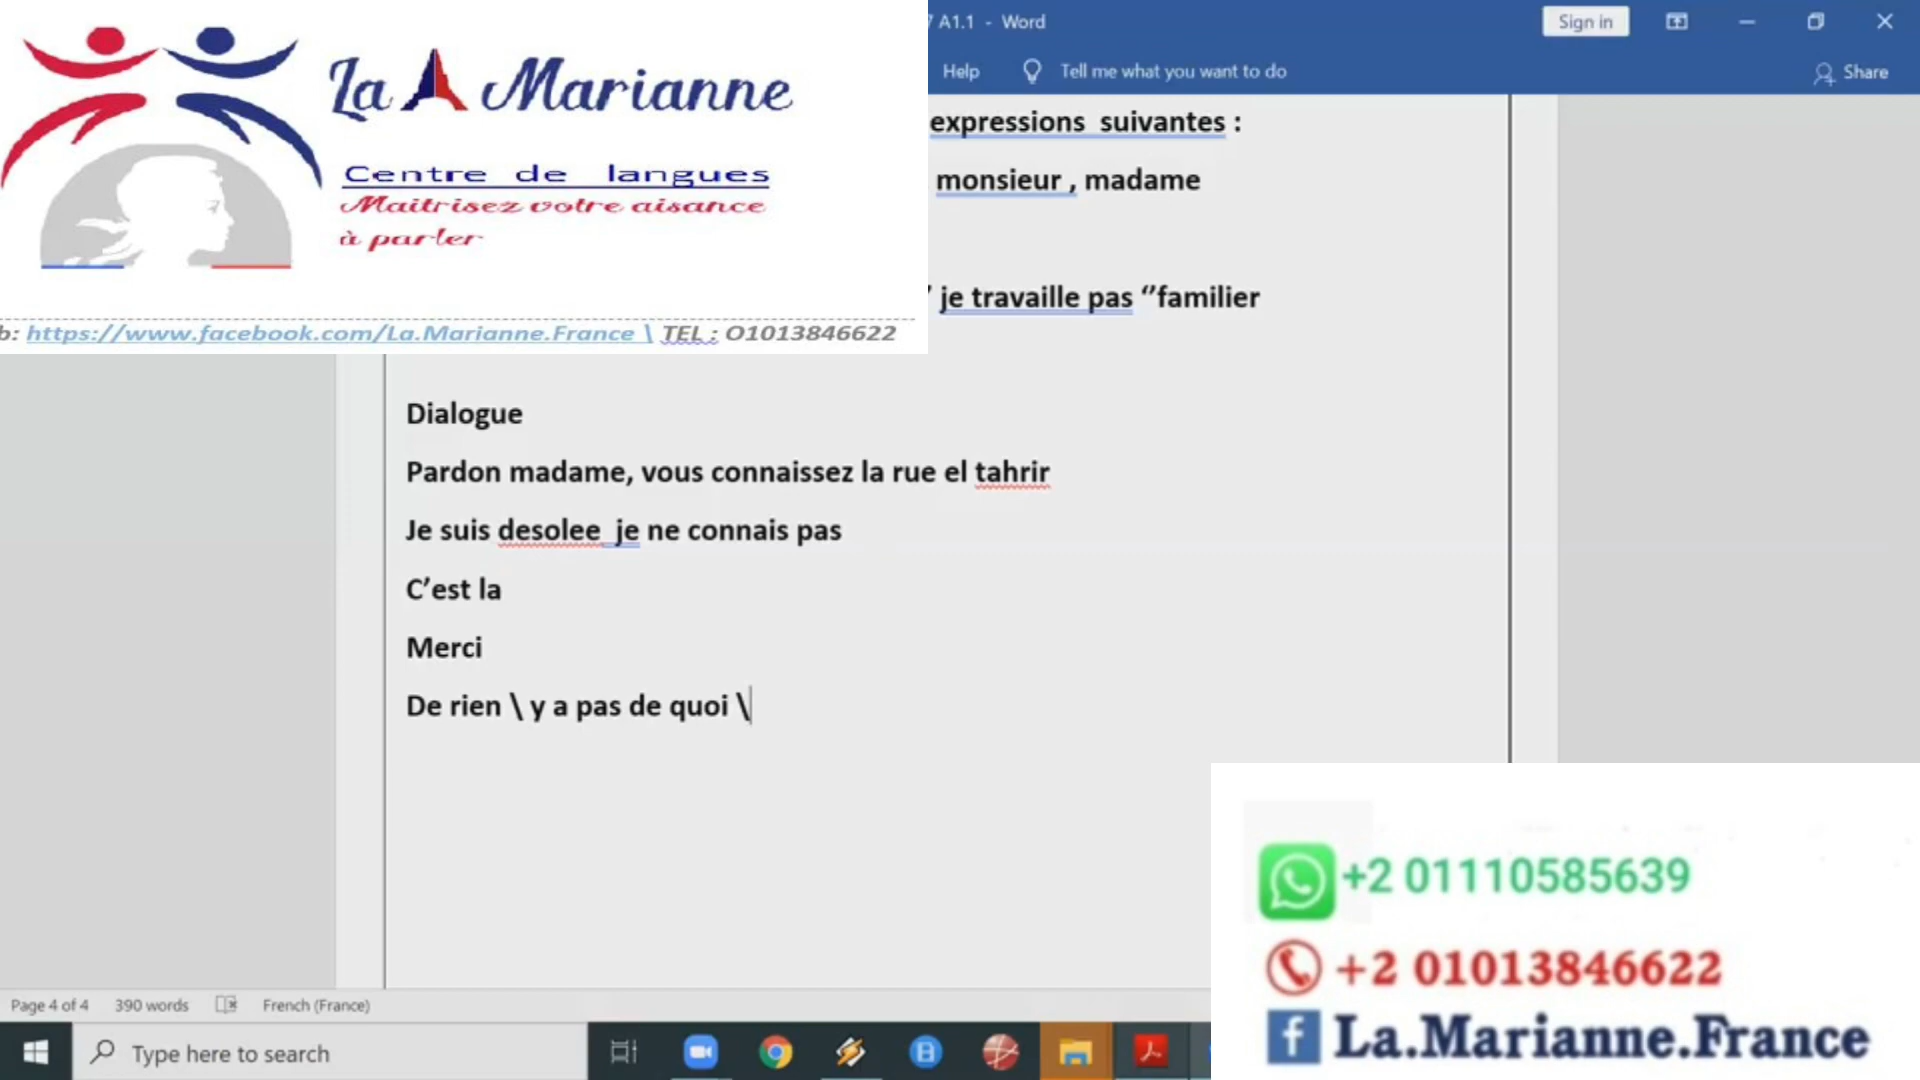 La Marianne
Centre de langues
Maitrisez votre aisance
à parler
b: https://www.facebook.com/La.Marianne.France \ TEL : O1013846622
7 A1.1 - Word
Sign in
Help
Tell me what you want to do
Share
expressions suivantes :
monsieur , madame
’ je travaille pas ‘’familier
Dialogue
Pardon madame, vous connaissez la rue el tahrir
Je suis desolee je ne connais pas
C’est la
Merci
De rien \ y a pas de quoi \
+2 01110585639
+2 01013846622
La.Marianne.France
Page 4 of 4
390 words
French (France)
Type here to search